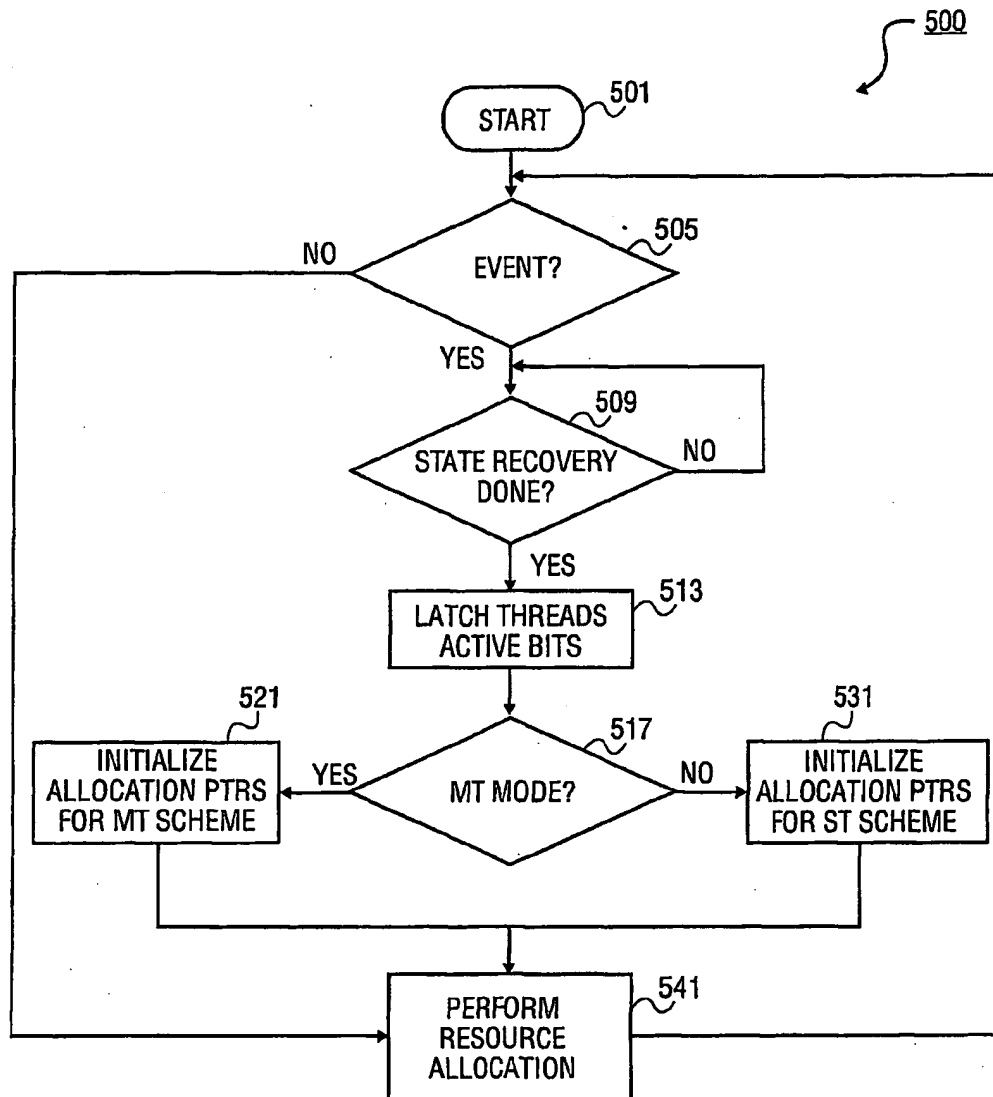 500
START
501
EVENT?
505
NO
YES
STATE RECOVERY
DONE?
509
NO
YES
LATCH THREADS
ACTIVE BITS
513
MT MODE?
517
YES
NO
INITIALIZE
ALLOCATION PTRS
FOR MT SCHEME
521
INITIALIZE
ALLOCATION PTRS
FOR ST SCHEME
531
PERFORM
RESOURCE
ALLOCATION
541